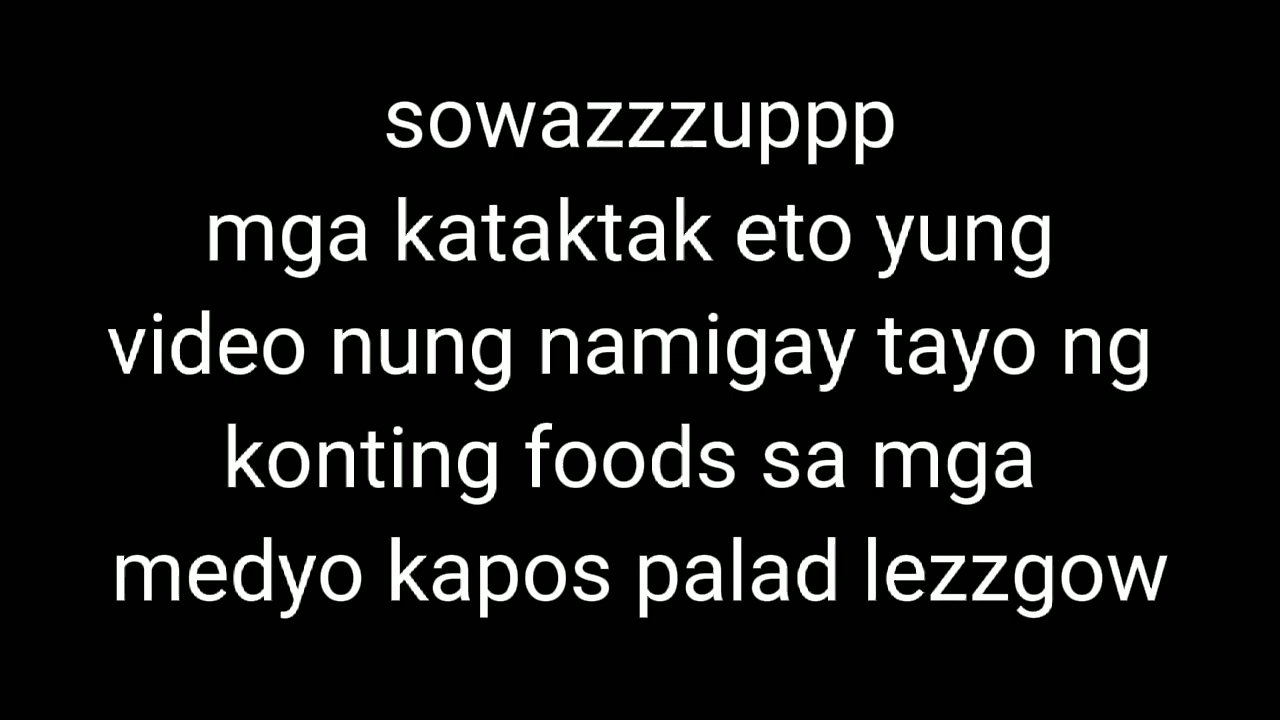 sowazzzuppp
mga kataktak eto yung
video nung namigay tayo ng
konting foods sa mga
medyo kapos palad lezzgow